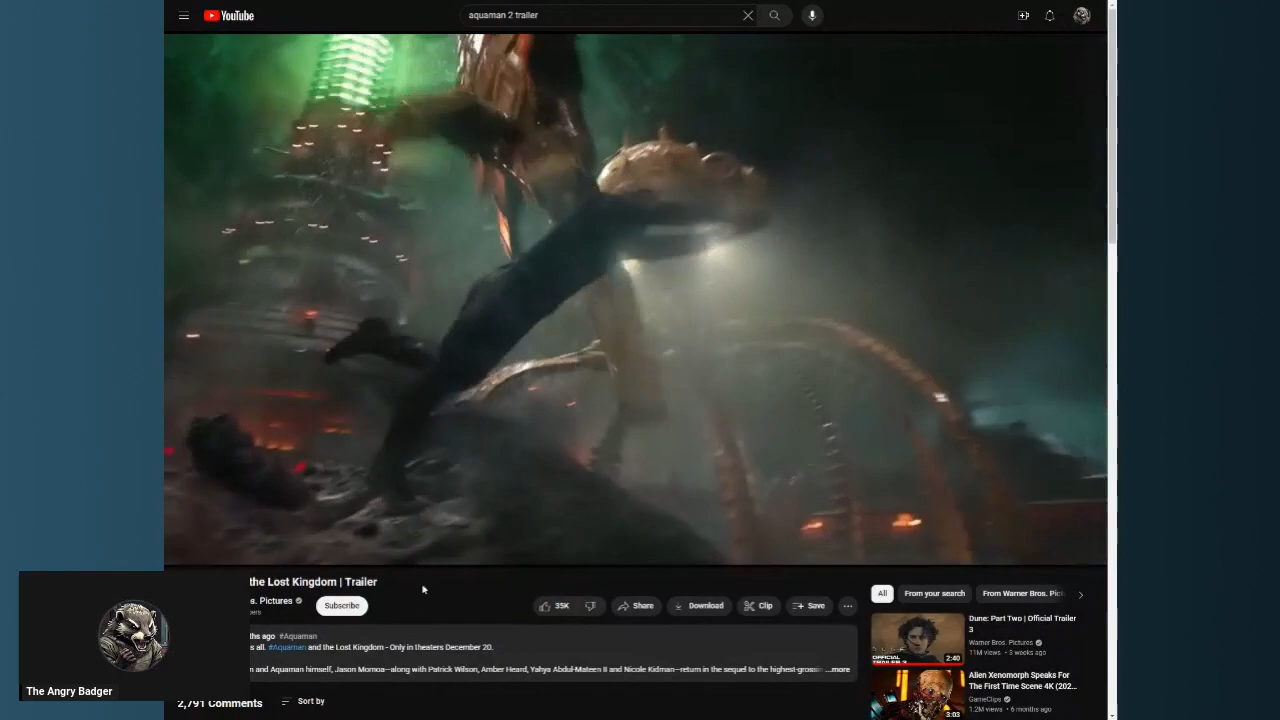 YouTube
aquaman 2 trailer
the Lost Kingdom | Trailer
s. Pictures
Subscribe
35K
Share
Download
Clip
Save
All
From your search
From Warner Bros.
ago #Aquaman
s all. #Aquaman and the Lost Kingdom - Only in theaters December 20.
and Aquaman himself, Jason Momoa—along with Patrick Wilson, Amber Heard, Yahya Abdul-Mateen II and Nicole Kidman—return in the sequel to the highest-grossin ...more
2,791 Comments
Sort by
Dune: Part Two | Official Trailer
3
Warner Bros. Pictures
11M views • 3 weeks ago
OFFICIAL
2:40
Alien Xenomorph Speaks For
The First Time Scene 4K (202...
GameClips
1.2M views • 6 months ago
3:03
The Angry Badger